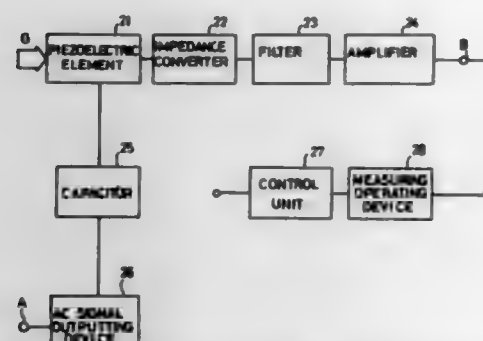 21
22
23
24
G
PIEZOELECTRIC
ELEMENT
IMPEDANCE
CONVERTER
FILTER
AMPLIFIER
B
25
CAPACITOR
27
CONTROL
UNIT
28
MEASURING
OPERATING
DEVICE
26
A
AC SIGNAL
OUTPUTTING
DEVICE